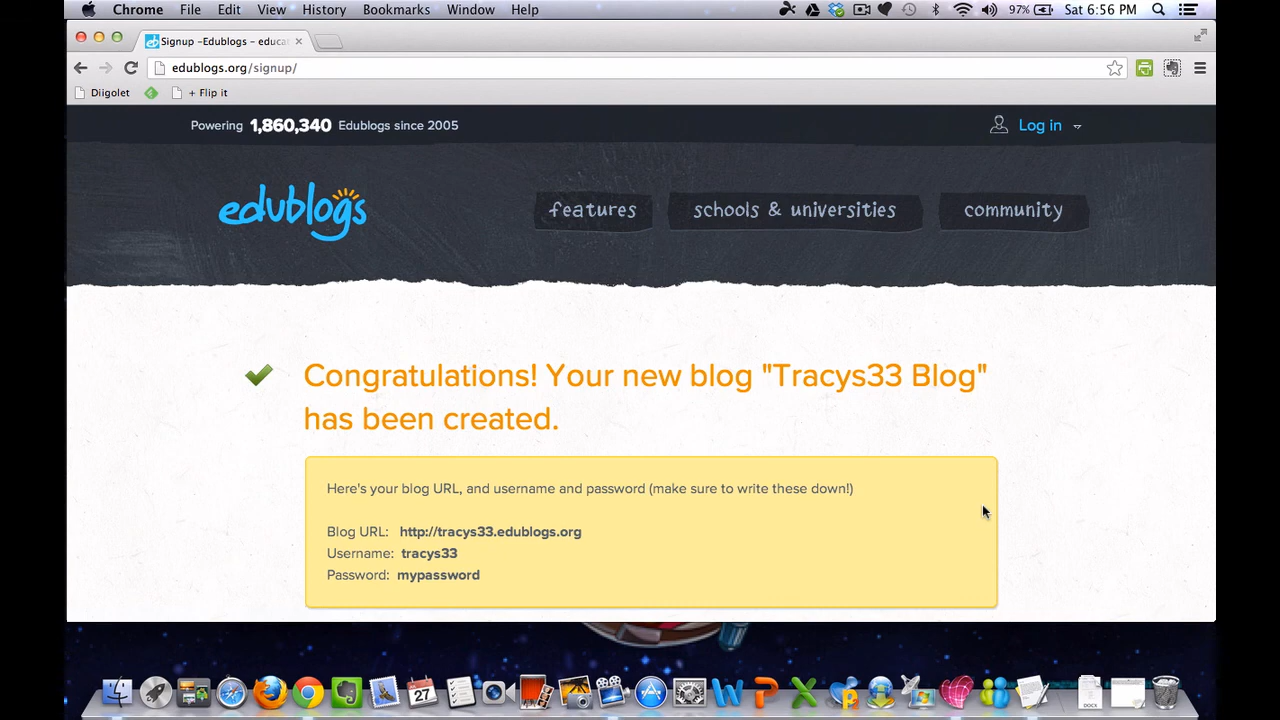 Chrome File Edit View History Bookmarks Window Help 97% Sat 6:56 PM
Signup –Edublogs – educa
edublogs.org/signup/
Diigolet + Flip it
Powering 1,860,340 Edublogs since 2005 Log in
edublogs features schools & universities community
Congratulations! Your new blog "Tracys33 Blog"
has been created.
Here's your blog URL, and username and password (make sure to write these down!)
Blog URL: http://tracys33.edublogs.org
Username: tracys33
Password: mypassword
27
DOCX